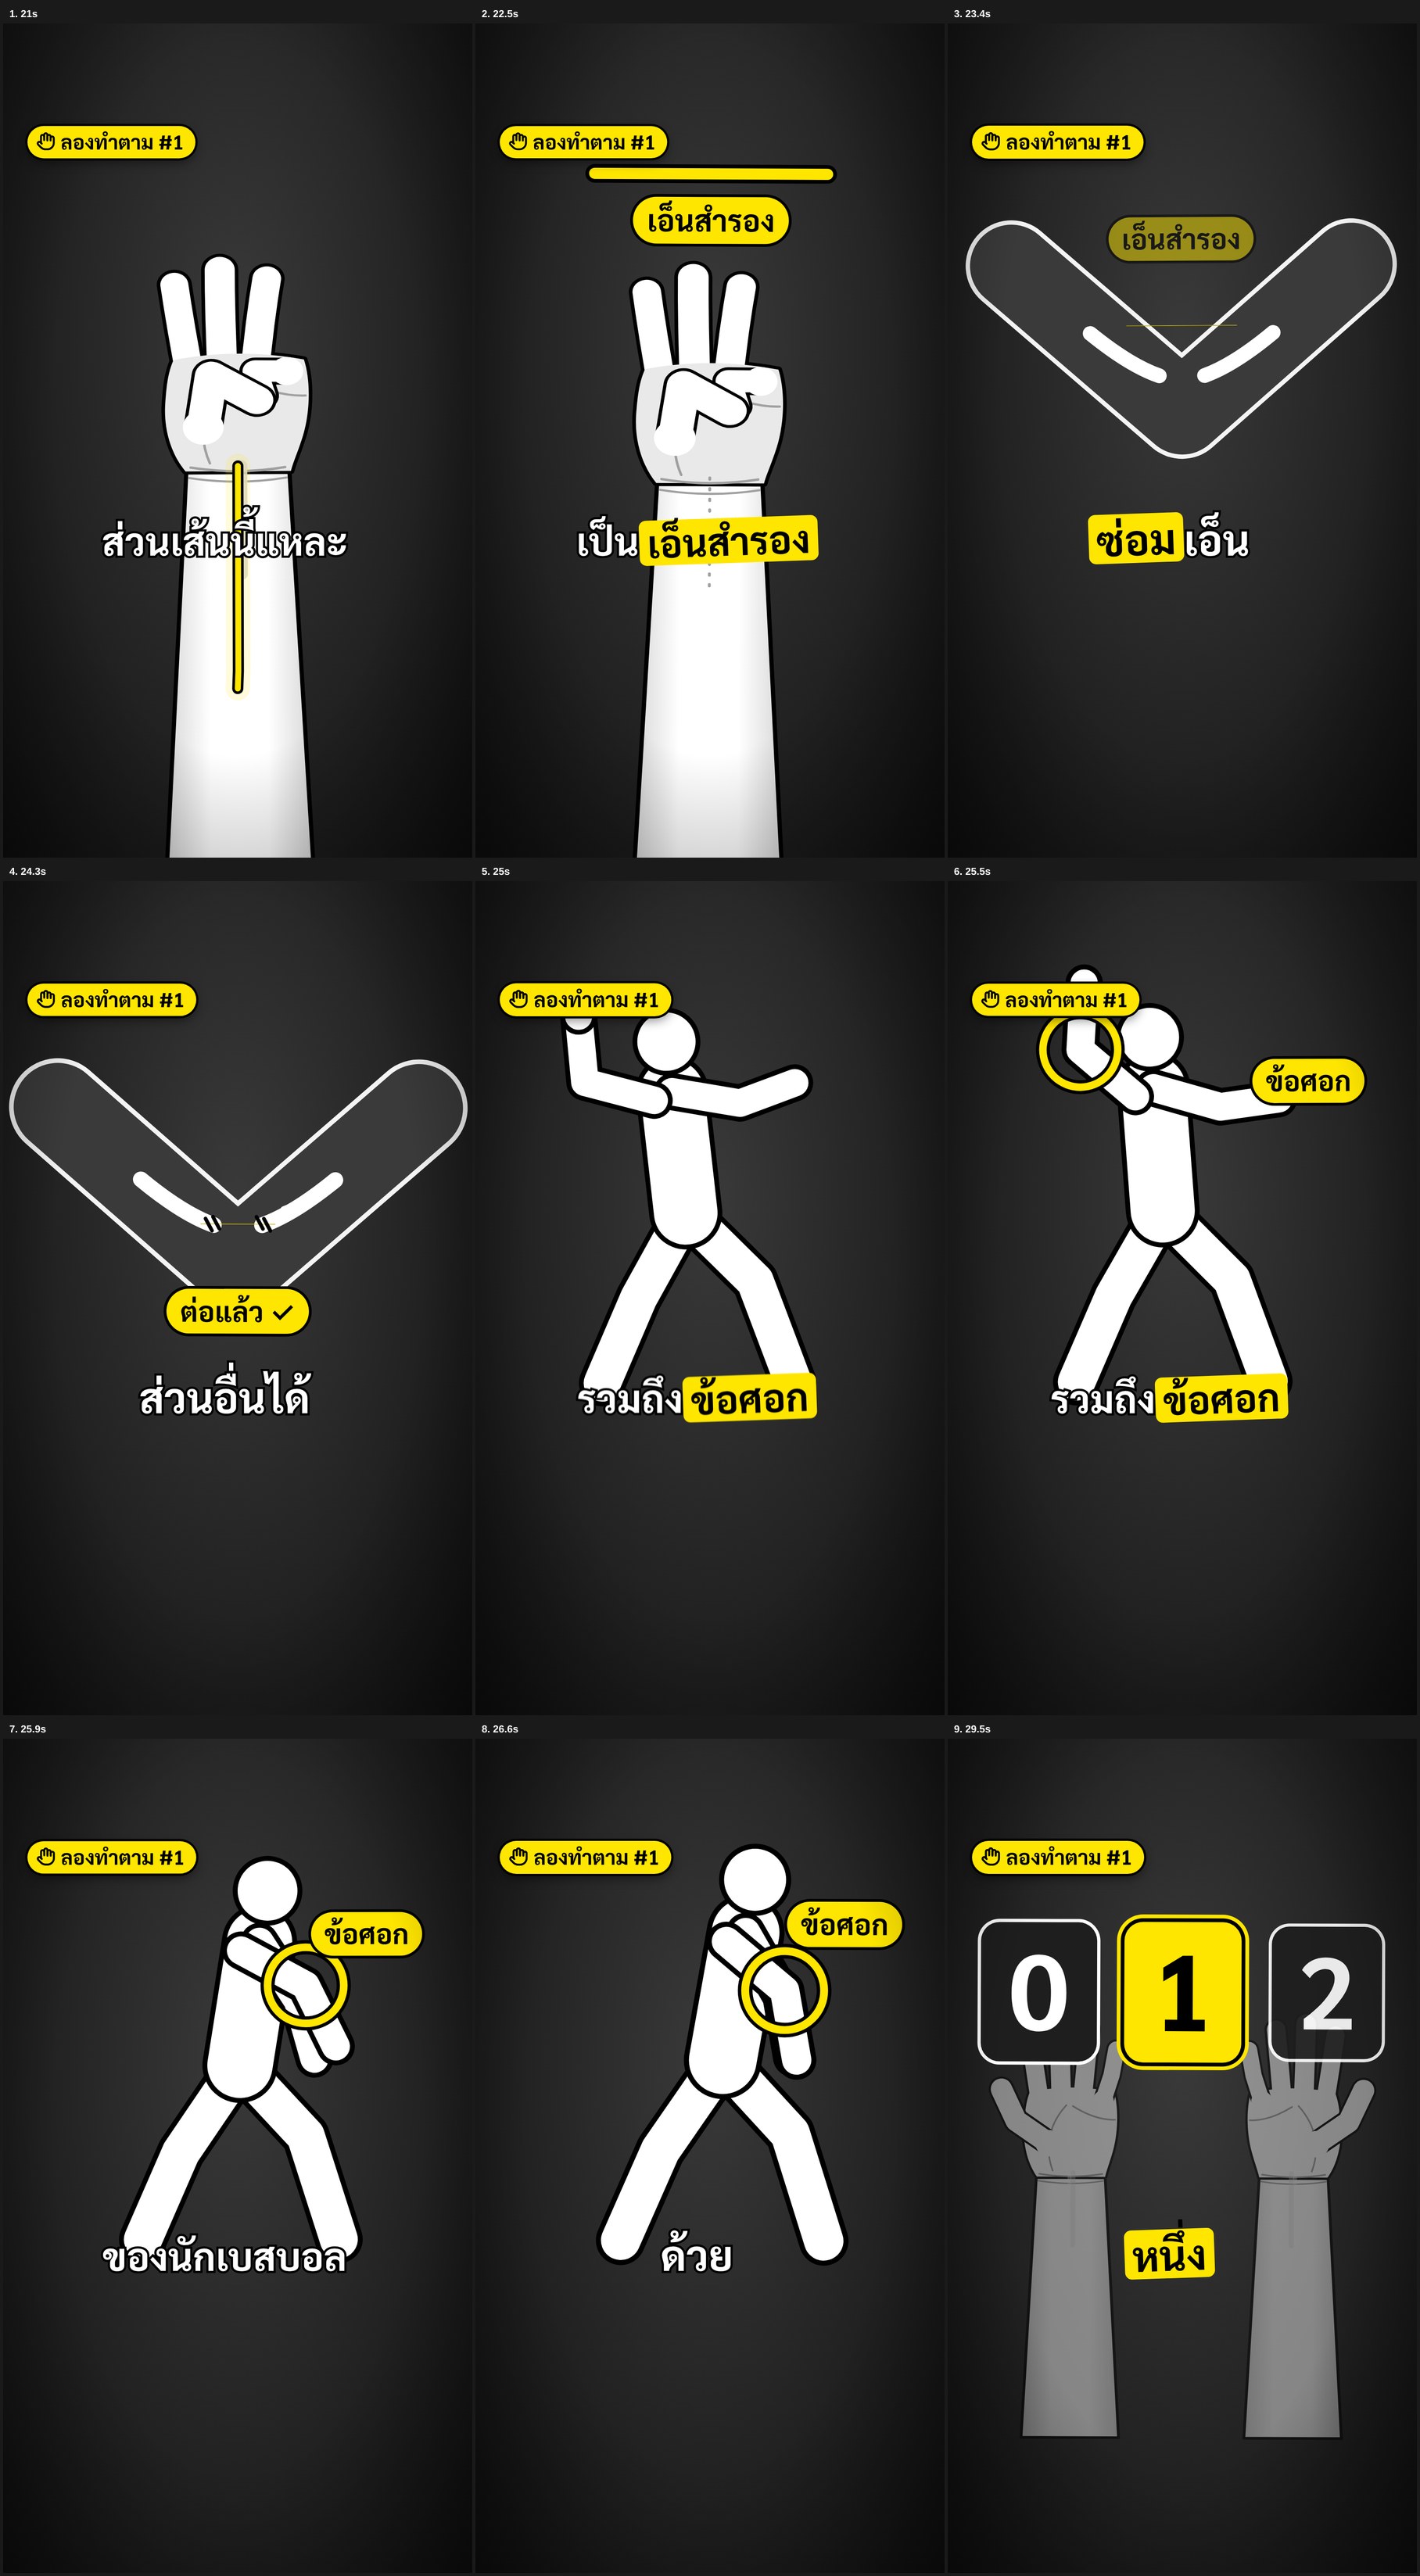 1. 21s
ลองทำตาม #1
ส่วนเส้นนี้แหละ
2. 22.5s
ลองทำตาม #1
เอ็นสำรอง
เป็นเอ็นสำรอง
3. 23.4s
ลองทำตาม #1
เอ็นสำรอง
ซ่อมเอ็น
4. 24.3s
ลองทำตาม #1
ต่อแล้ว
ส่วนอื่นได้
5. 25s
ลองทำตาม #1
รวมถึงข้อศอก
6. 25.5s
ลองทำตาม #1
ข้อศอก
รวมถึงข้อศอก
7. 25.9s
ลองทำตาม #1
ข้อศอก
ของนักเบสบอล
8. 26.6s
ลองทำตาม #1
ข้อศอก
ด้วย
9. 29.5s
ลองทำตาม #1
0 1 2
หนึ่ง